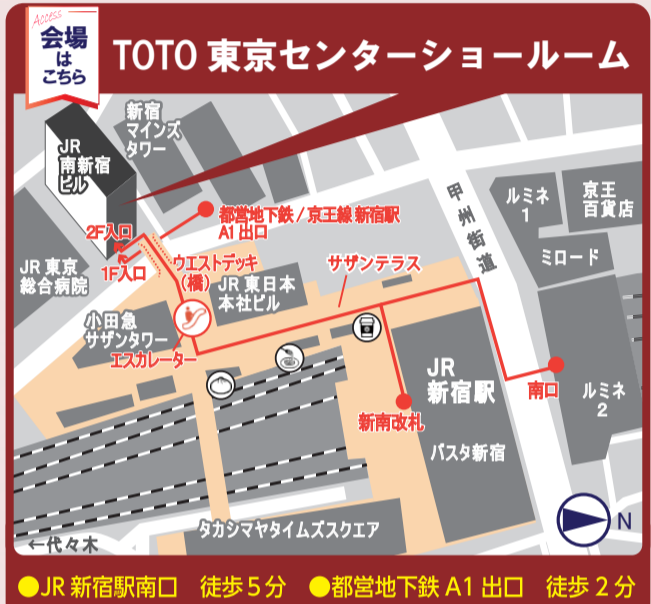 Access
会場
は
こちら
TOTO 東京センターショールーム
新宿
マインズ
タワー
JR
南新宿
ビル
都営地下鉄 / 京王線 新宿駅
A1 出口
甲州街道
ルミネ
1
京王
百貨店
ミロード
2F入口
1F入口
JR 東京
総合病院
ウエストデッキ
（橋）
JR 東日本
本社ビル
サザンテラス
小田急
サザンタワー
エスカレーター
JR
新宿駅
南口
ルミネ
2
新南改札
バスタ新宿
N
タカシマヤタイムズスクエア
←代々木
●JR 新宿駅南口　徒歩 5 分　●都営地下鉄 A1 出口　徒歩 2 分